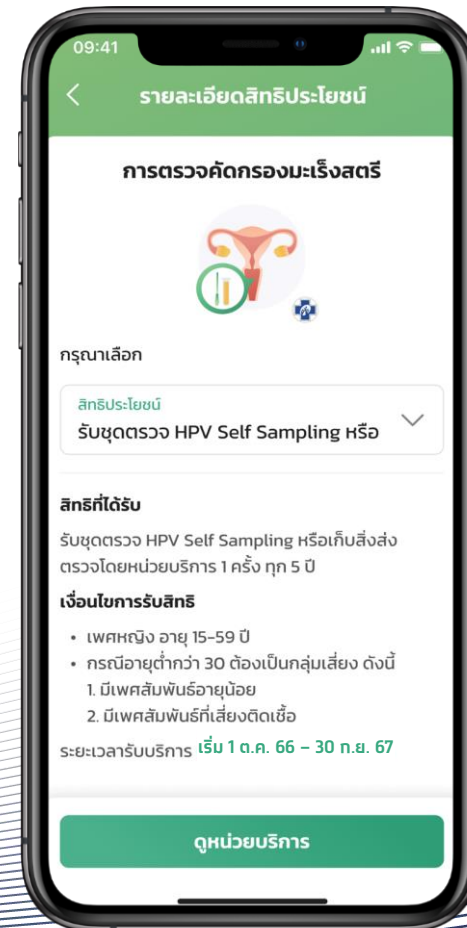 09:41
รายละเอียดสิทธิประโยชน์
การตรวจคัดกรองมะเร็งสตรี
กรุณาเลือก
สิทธิประโยชน์
รับชุดตรวจ HPV Self Sampling หรือ
สิทธิที่ได้รับ
รับชุดตรวจ HPV Self Sampling หรือเก็บสิ่งส่ง
ตรวจโดยหน่วยบริการ 1 ครั้ง ทุก 5 ปี
เงื่อนไขการรับสิทธิ
• เพศหญิง อายุ 15-59 ปี
• กรณีอายุต่ำกว่า 30 ต้องเป็นกลุ่มเสี่ยง ดังนี้
1. มีเพศสัมพันธ์อายุน้อย
2. มีเพศสัมพันธ์ที่เสี่ยงติดเชื้อ
ระยะเวลารับบริการ เริ่ม 1 ต.ค. 66 – 30 ก.ย. 67
ดูหน่วยบริการ